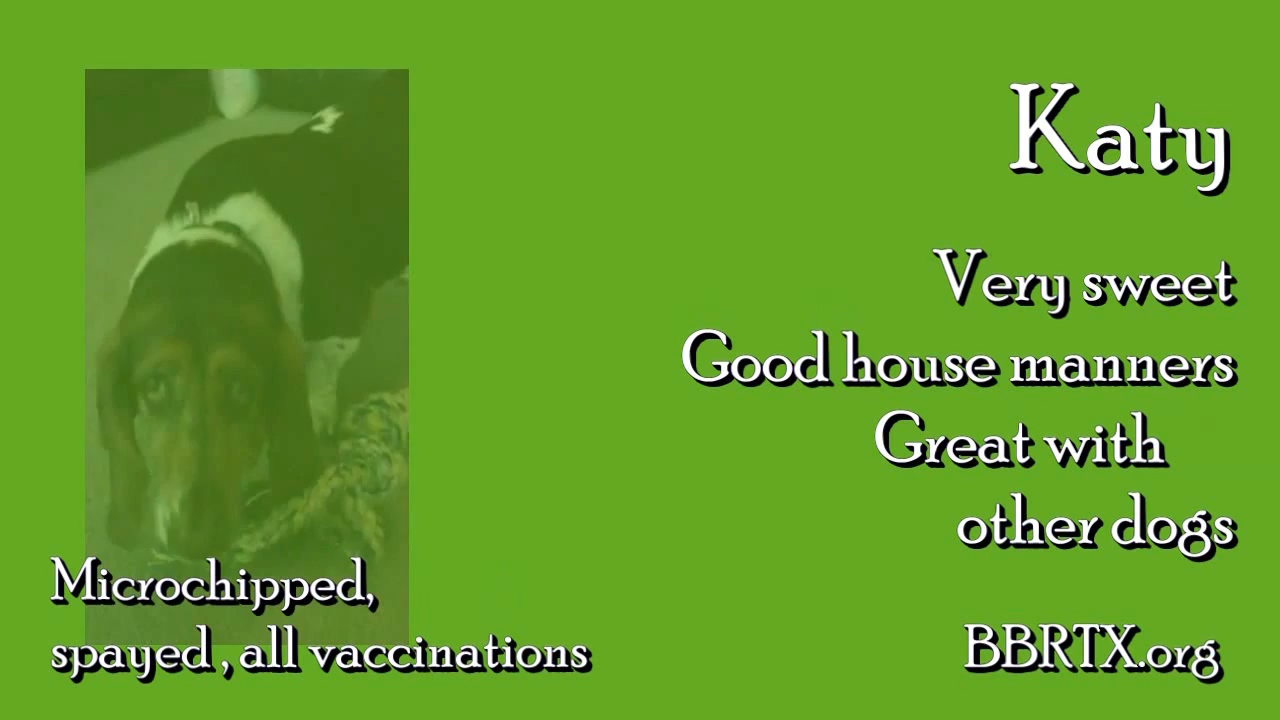 Katy
Very sweet
Good house manners
Great with
other dogs
Microchipped,
spayed , all vaccinations
BBRTX.org